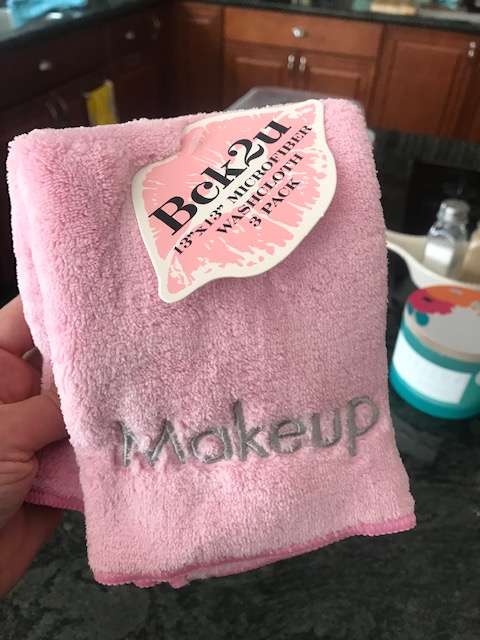 Bck2u
13"x13" MICROFIBER
WASHCLOTH
3 PACK
Makeup